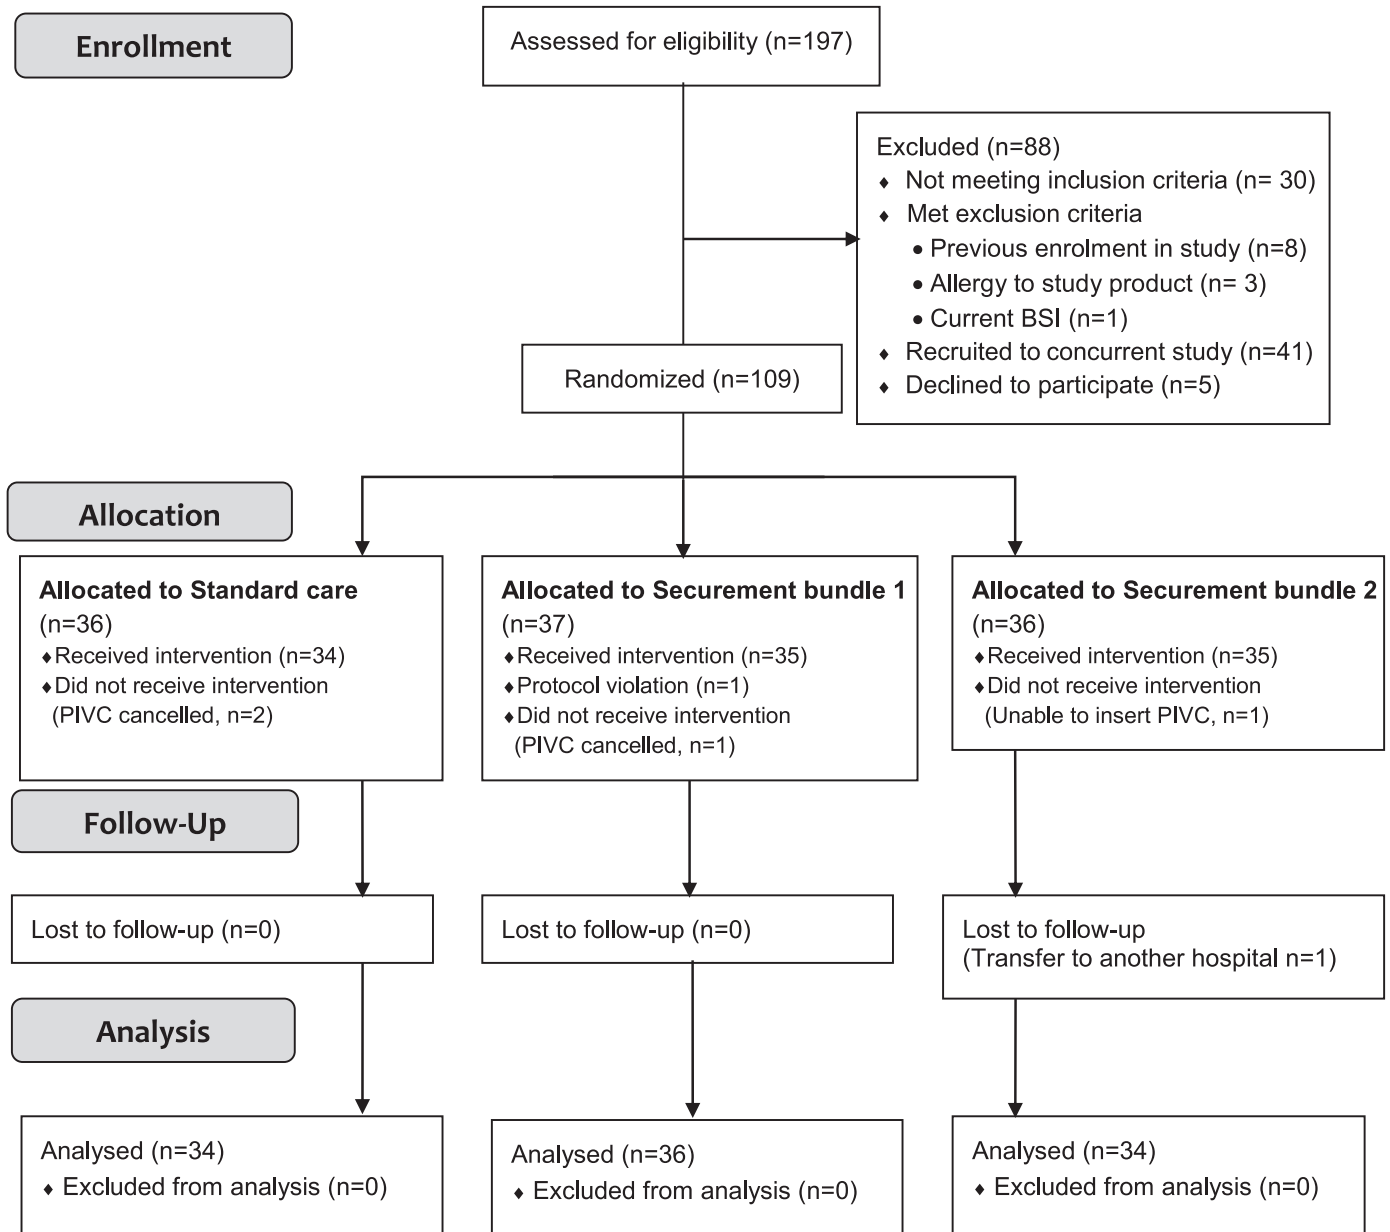 Enrollment
Assessed for eligibility (n=197)
Excluded (n=88)
♦ Not meeting inclusion criteria (n= 30)
♦ Met exclusion criteria
• Previous enrolment in study (n=8)
• Allergy to study product (n= 3)
• Current BSI (n=1)
♦ Recruited to concurrent study (n=41)
♦ Declined to participate (n=5)
Randomized (n=109)
Allocation
Allocated to Standard care
(n=36)
♦Received intervention (n=34)
♦Did not receive intervention
(PIVC cancelled, n=2)
Allocated to Securement bundle 1
(n=37)
♦Received intervention (n=35)
♦Protocol violation (n=1)
♦Did not receive intervention
(PIVC cancelled, n=1)
Allocated to Securement bundle 2
(n=36)
♦Received intervention (n=35)
♦Did not receive intervention
(Unable to insert PIVC, n=1)
Follow-Up
Lost to follow-up (n=0)
Lost to follow-up (n=0)
Lost to follow-up
(Transfer to another hospital n=1)
Analysis
Analysed (n=34)
♦ Excluded from analysis (n=0)
Analysed (n=36)
♦ Excluded from analysis (n=0)
Analysed (n=34)
♦ Excluded from analysis (n=0)